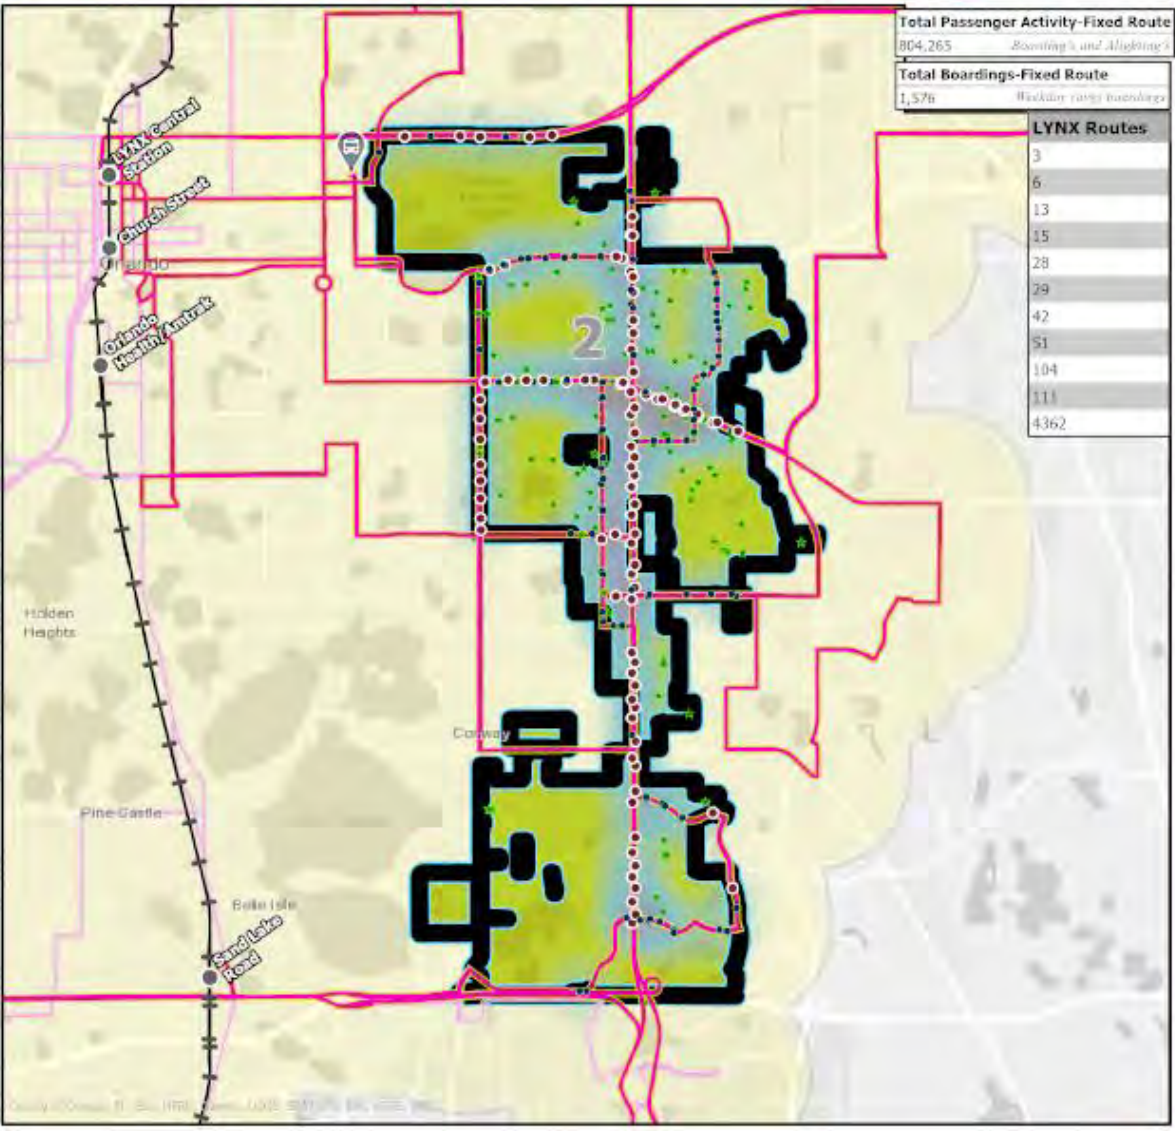 Total Passenger Activity-Fixed Route
804,265 Boarding's and Alighting's
Total Boardings-Fixed Route
1,576 Weekday (avg) boardings
LYNX Routes
3
6
13
15
28
29
42
51
104
111
4362
LYNX Central
Station
Church Street
Orlando
Orlando
Health/Amtrak
2
Holden
Heights
Conway
Pine Castle
Belle Isle
Sand Lake
Road